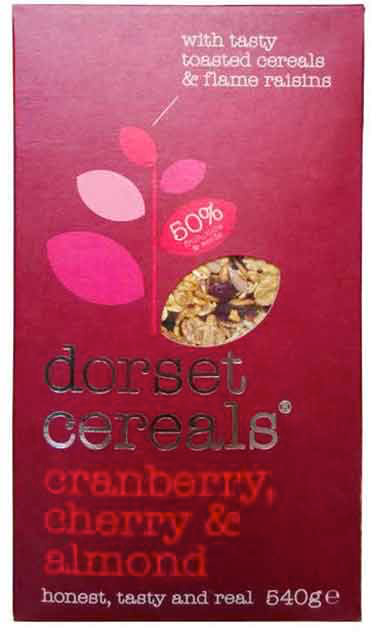 with tasty
toasted cereals
& flame raisins
50%
dorset
cereals®
cranberry,
cherry &
almond
honest, tasty and real 540g℮